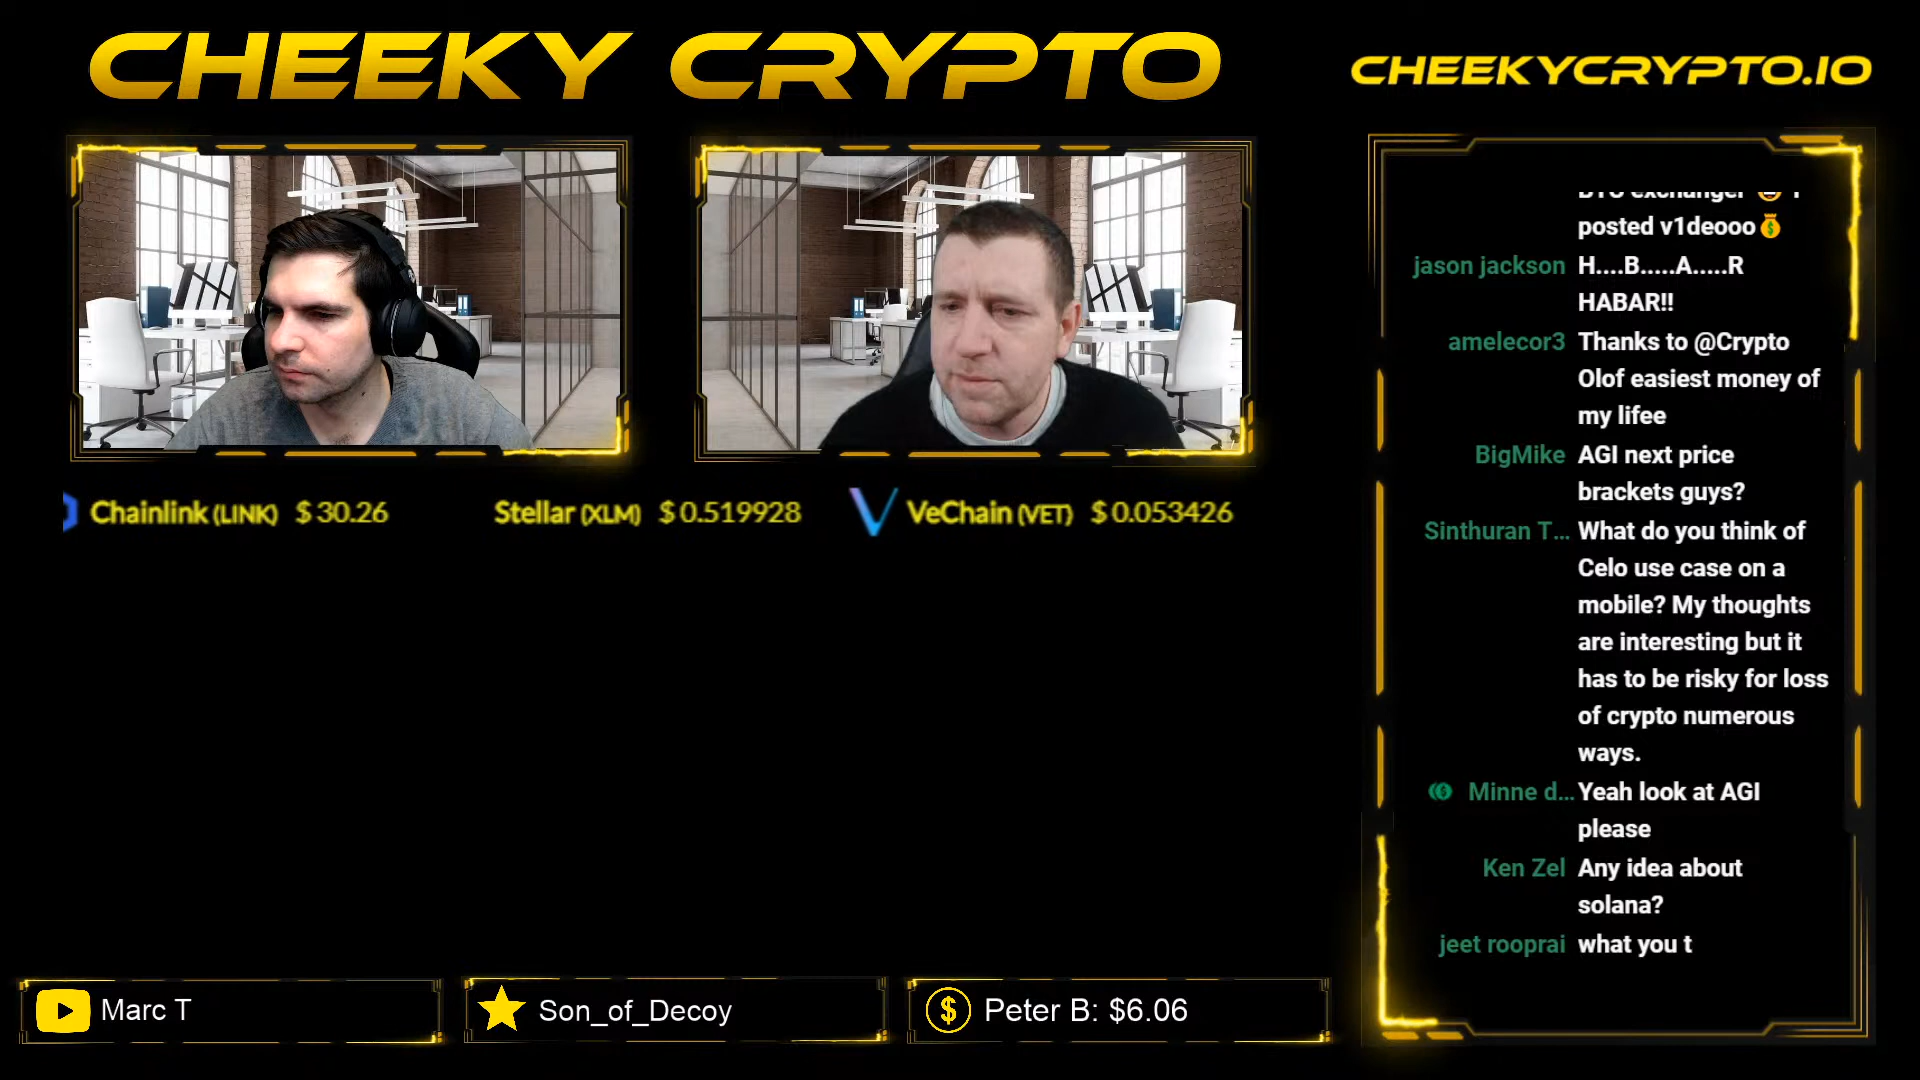 CHEEKY CRYPTO
CHEEKYCRYPTO.IO
posted v1deooo
jason jackson H....B.....A.....R
HABAR!!
amelecor3 Thanks to @Crypto
Olof easiest money of
my lifee
BigMike AGI next price
brackets guys?
Sinthuran T... What do you think of
Celo use case on a
mobile? My thoughts
are interesting but it
has to be risky for loss
of crypto numerous
ways.
Minne d... Yeah look at AGI
please
Ken Zel Any idea about
solana?
jeet rooprai what you t
Chainlink (LINK) $ 30.26 Stellar (XLM) $ 0.519928 VeChain (VET) $ 0.053426
Marc T
Son_of_Decoy
Peter B: $6.06